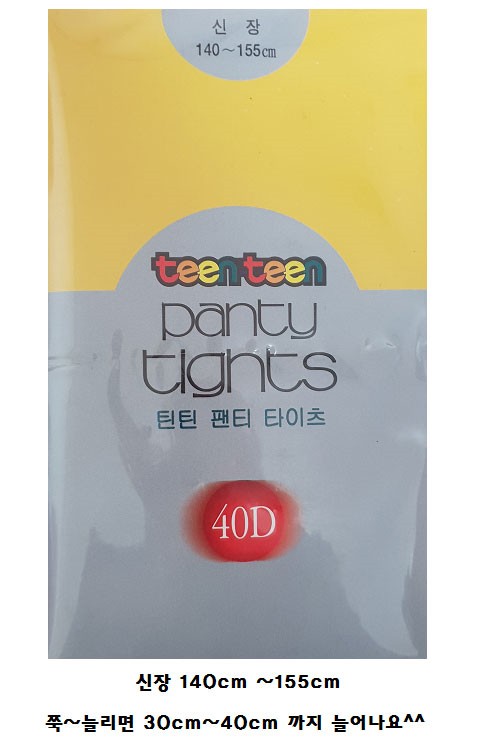 신 장
140~155㎝
teenteen
panty
tights
틴틴 팬티 타이츠
40D
신장 140cm ~155cm
쭉~늘리면 30cm~40cm 까지 늘어나요^^